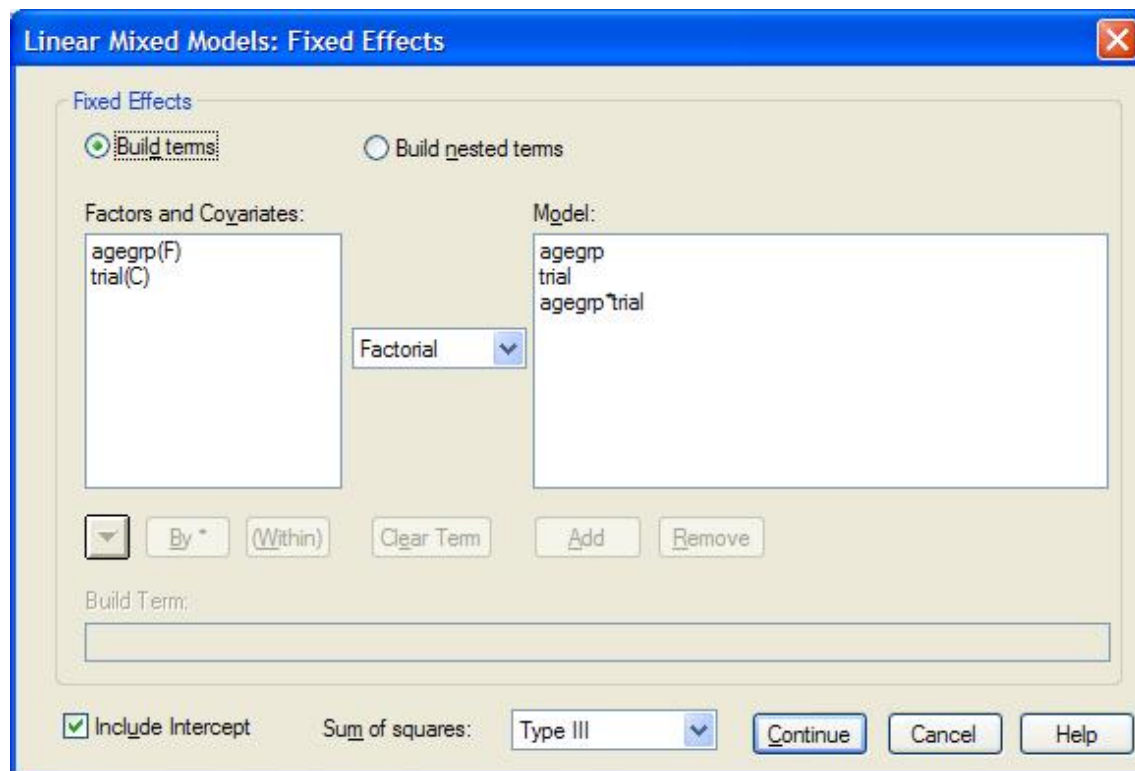 Linear Mixed Models: Fixed Effects
Fixed Effects
Build terms
Build nested terms
Factors and Covariates:
Model:
agegrp(F)
trial(C)
Factorial
agegrp
trial
agegrp*trial
By *
(Within)
Clear Term
Add
Remove
Build Term:
Include Intercept
Sum of squares:
Type III
Continue
Cancel
Help